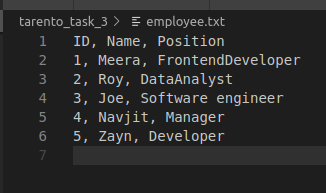 tarento_task_3 > employee.txt
1 ID, Name, Position
2 1, Meera, FrontendDeveloper
3 2, Roy, DataAnalyst
4 3, Joe, Software engineer
5 4, Navjit, Manager
6 5, Zayn, Developer
7